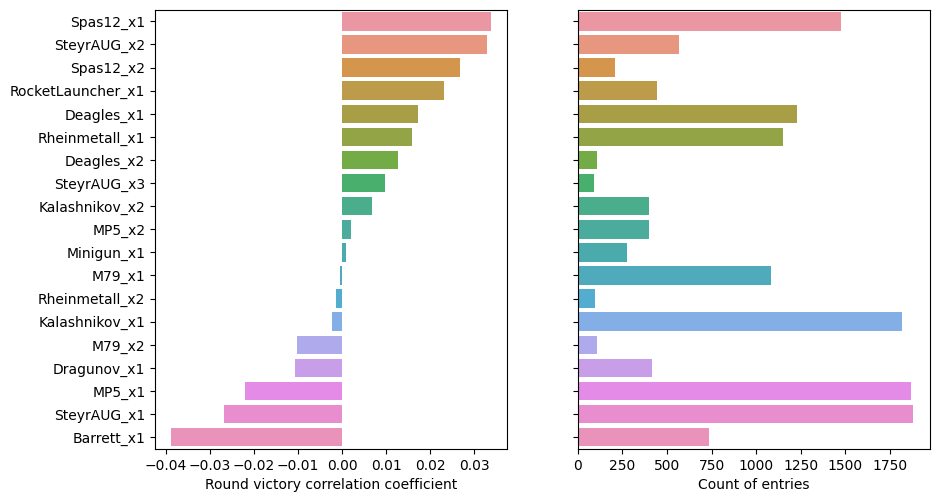 Spas12_x1
SteyrAUG_x2
Spas12_x2
RocketLauncher_x1
Deagles_x1
Rheinmetall_x1
Deagles_x2
SteyrAUG_x3
Kalashnikov_x2
MP5_x2
Minigun_x1
M79_x1
Rheinmetall_x2
Kalashnikov_x1
M79_x2
Dragunov_x1
MP5_x1
SteyrAUG_x1
Barrett_x1
−0.04 −0.03 −0.02 −0.01 0.00 0.01 0.02 0.03
Round victory correlation coefficient
0 250 500 750 1000 1250 1500 1750
Count of entries